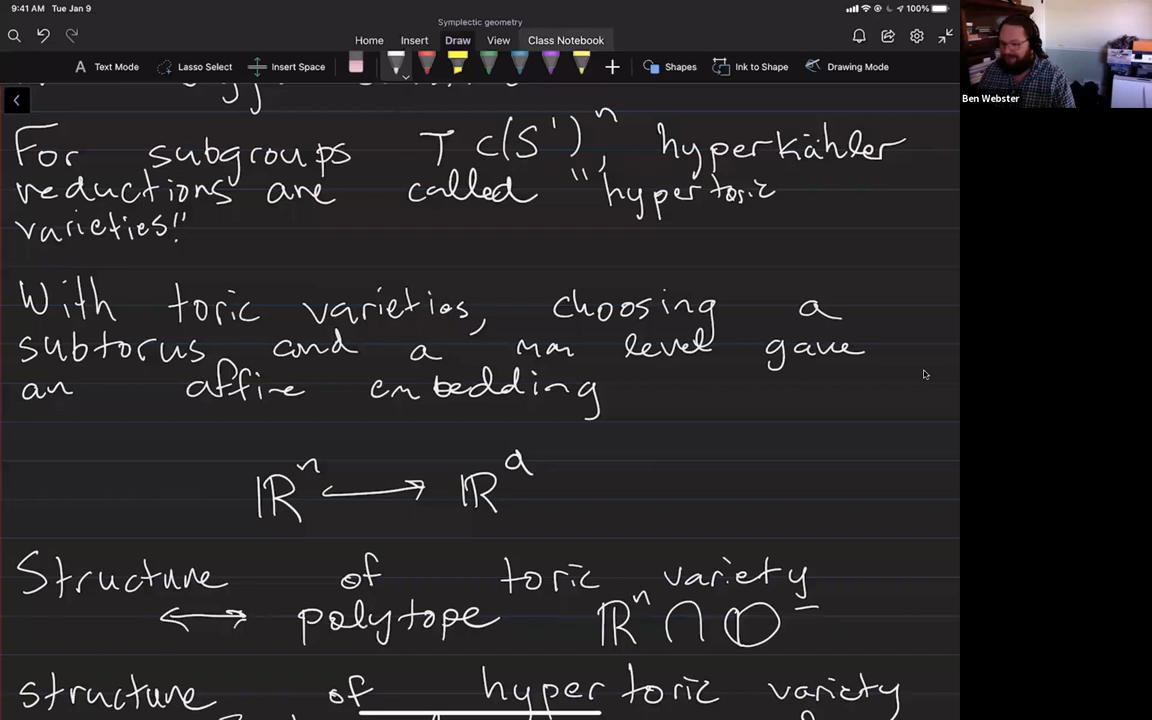 9:41 AM Tue Jan 9
100%
Symplectic geometry
Home Insert Draw View Class Notebook
Text Mode Lasso Select Insert Space Shapes Ink to Shape Drawing Mode
Ben Webster
For subgroups T ⊂ (S¹)ⁿ, hyperkähler
reductions are called "hypertoric
varieties!"
With toric varieties, choosing a
subtorus and a mm level gave
an affine embedding
ℝⁿ ↔ ℝᵈ
Structure of toric variety
↔ polytope ℝⁿ ∩ 𝕆⁻
structure of hypertoric variety